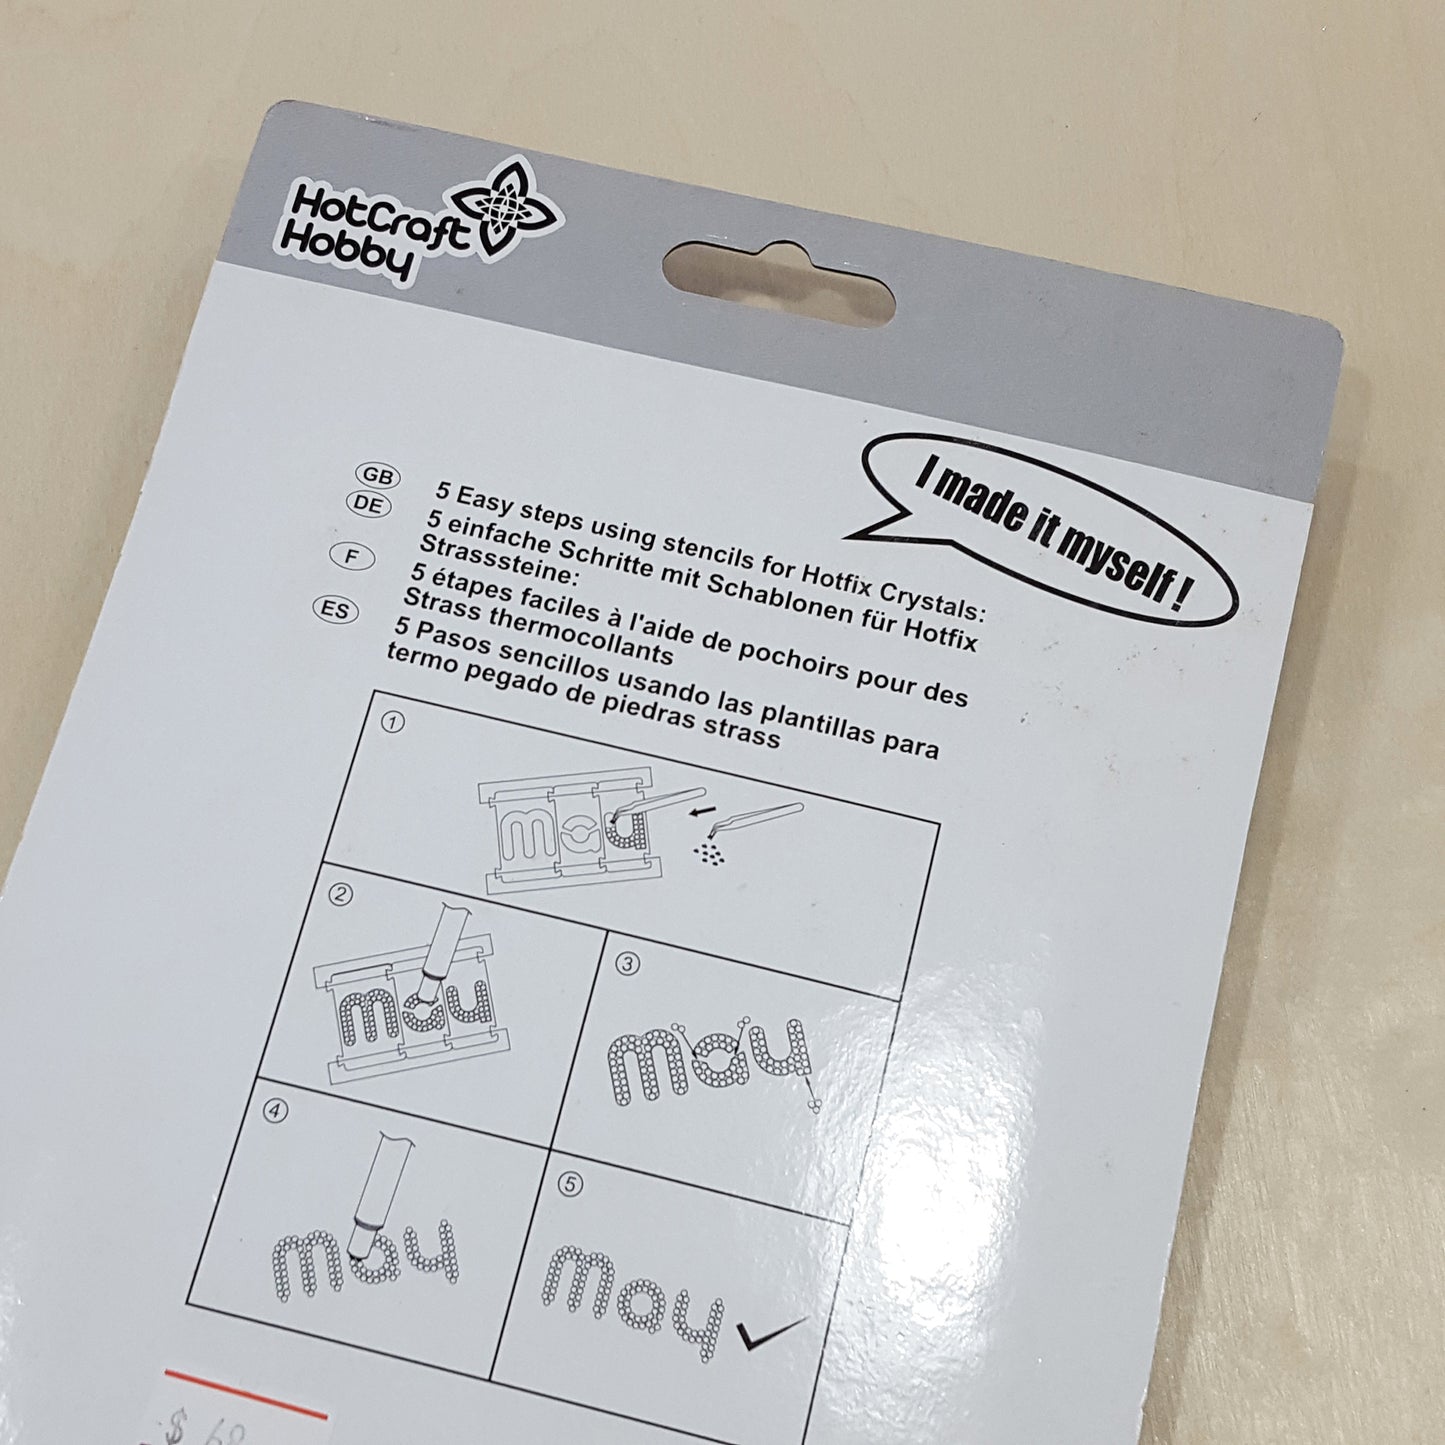 HotCraft
Hobby
I made it myself!
GB 5 Easy steps using stencils for Hotfix Crystals:
DE 5 einfache Schritte mit Schablonen für Hotfix
Strasssteine:
F 5 étapes faciles à l'aide de pochoirs pour des
Strass thermocollants
ES 5 Pasos sencillos usando las plantillas para
termo pegado de piedras strass
1
maa
2
mau
3
may
4
may
5
may
$